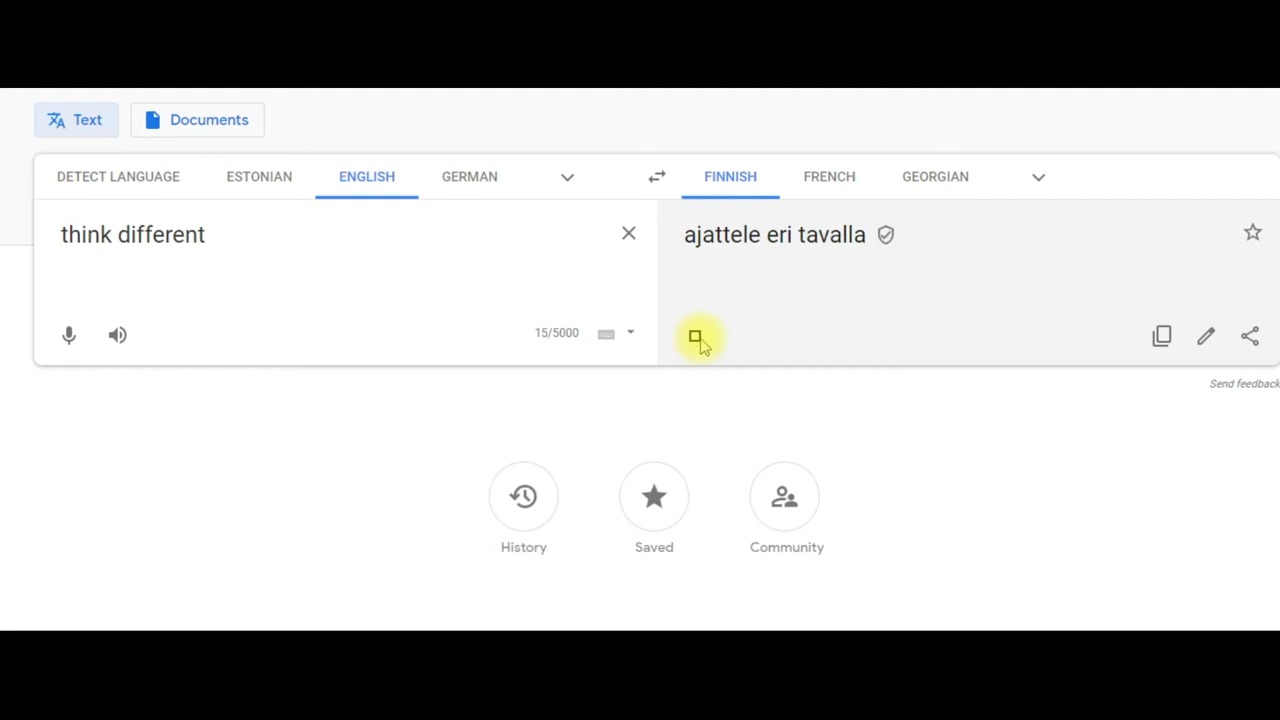 Text Documents
DETECT LANGUAGE ESTONIAN ENGLISH GERMAN FINNISH FRENCH GEORGIAN
think different
ajattele eri tavalla
15/5000
Send feedback
History Saved Community